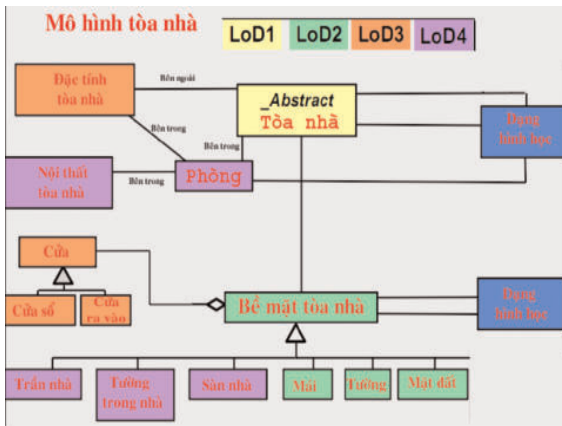 Mô hình tòa nhà
LoD1 LoD2 LoD3 LoD4
Đặc tính
tòa nhà
Bên ngoài
_Abstract
Tòa nhà
Dạng
hình học
Bên trong
Bên trong
Nội thất
tòa nhà
Bên trong
Phòng
Cửa
Cửa sổ
Cửa
ra vào
Bề mặt tòa nhà
Dạng
hình học
Trần nhà
Tường
trong nhà
Sàn nhà
Mái
Tường
Mặt đất